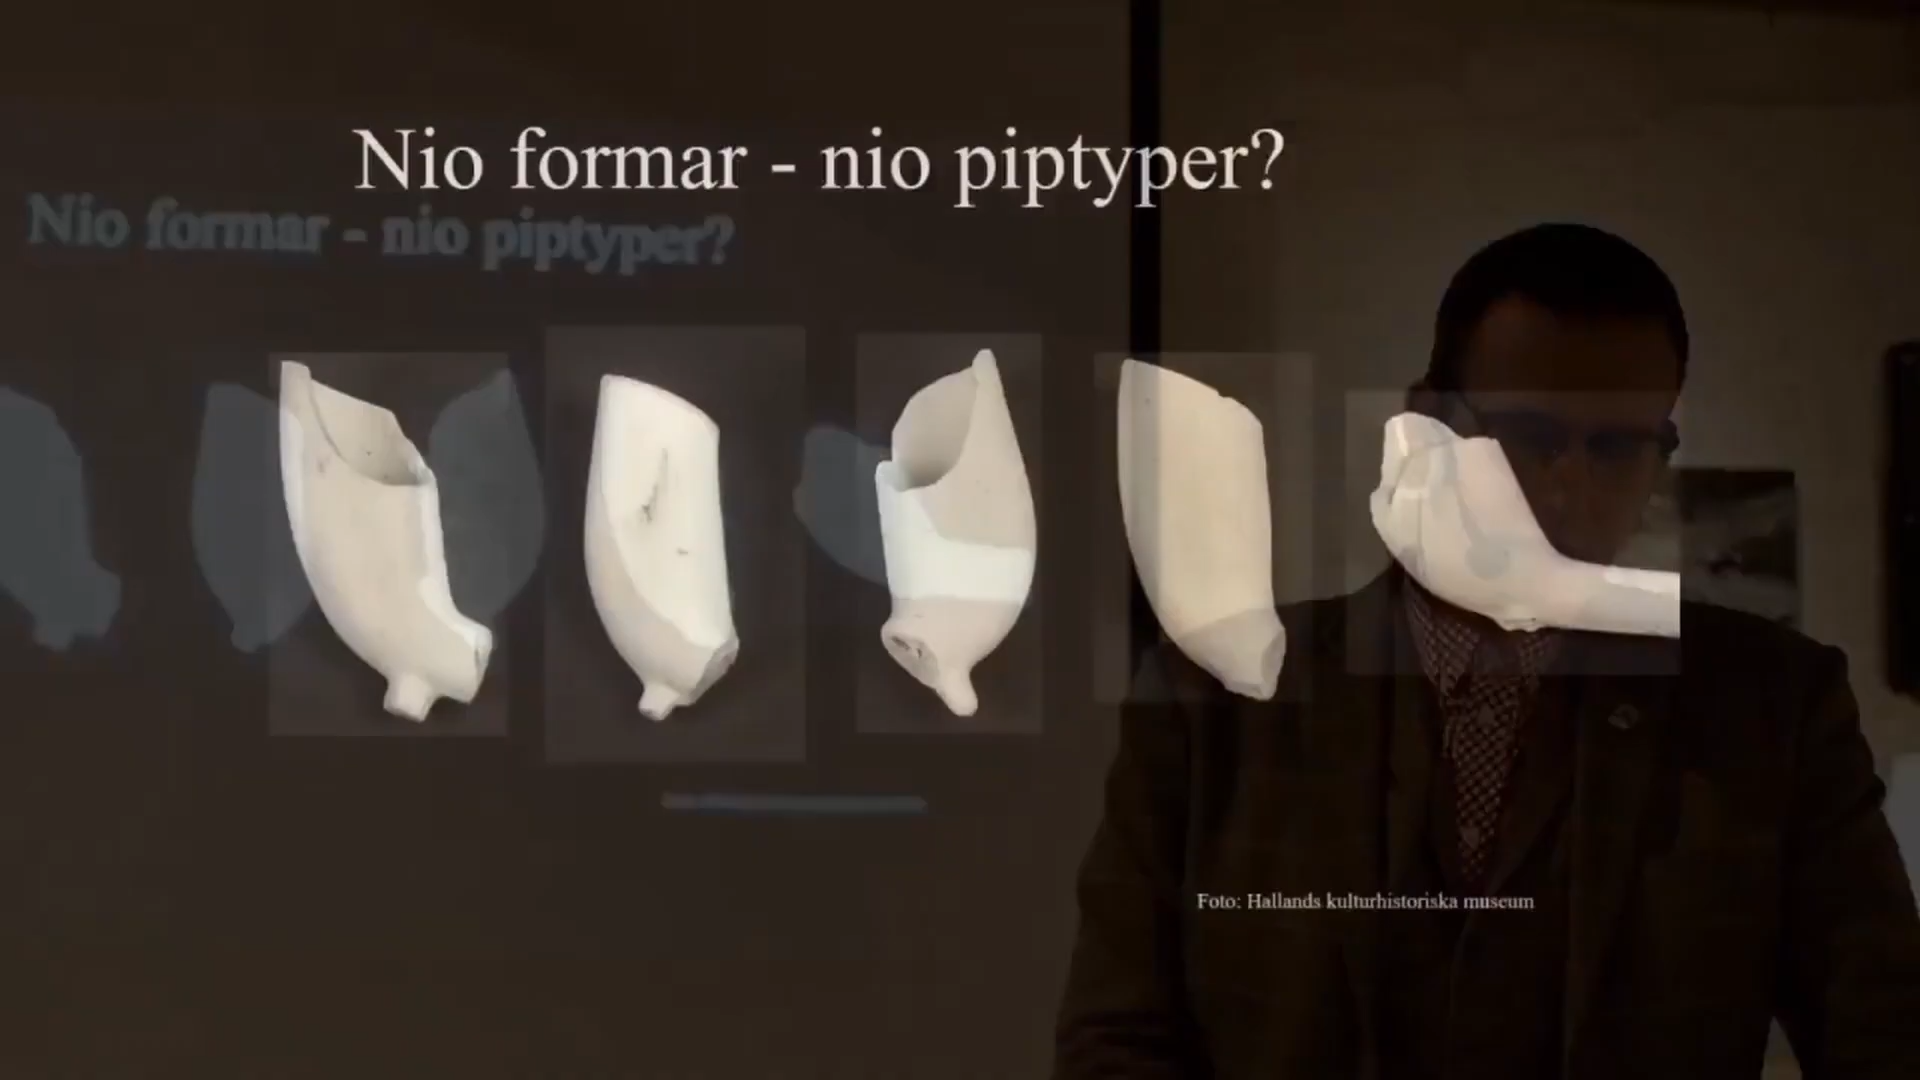 Nio formar - nio piptyper?
Nio formar - nio piptyper?
Foto: Hallands kulturhistoriska museum